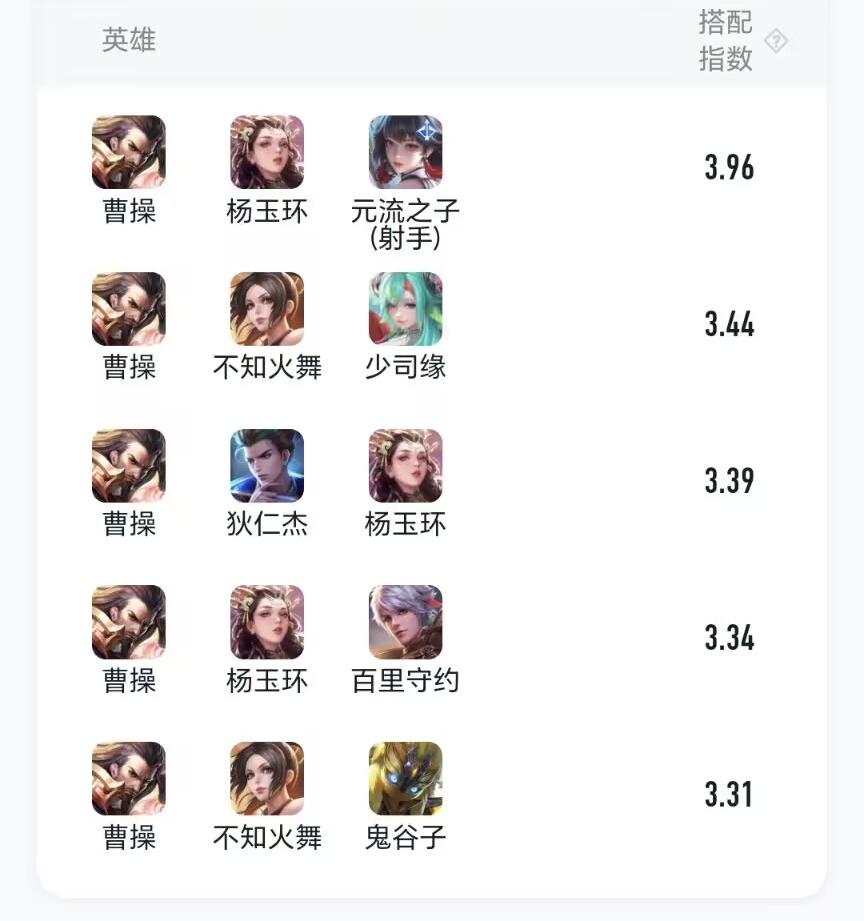 英雄
搭配
指数
曹操 杨玉环 元流之子
(射手)
3.96
曹操 不知火舞 少司缘
3.44
曹操 狄仁杰 杨玉环
3.39
曹操 杨玉环 百里守约
3.34
曹操 不知火舞 鬼谷子
3.31